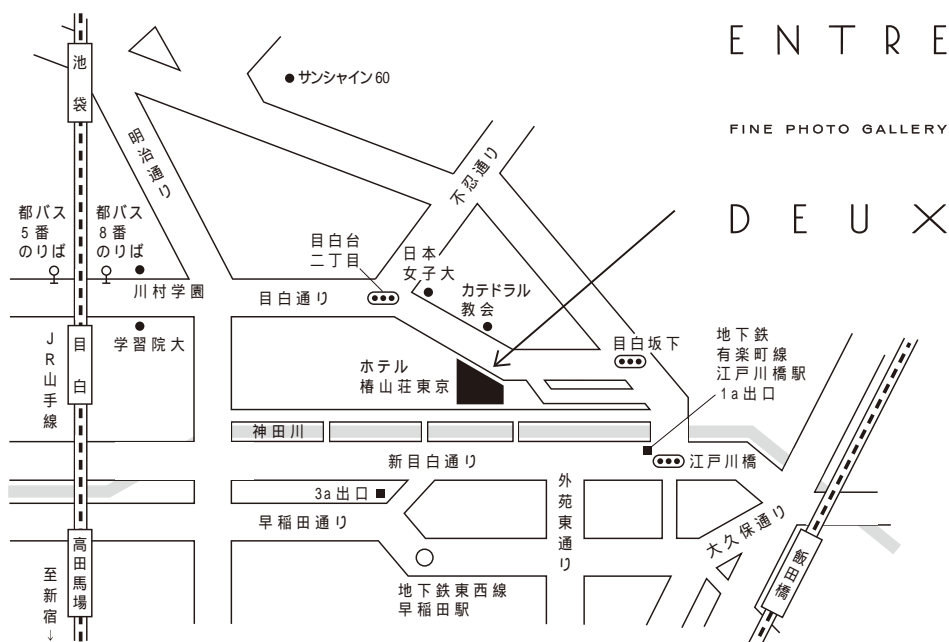 ENTRE
FINE PHOTO GALLERY
DEUX
池袋
サンシャイン60
明治通り
不忍通り
都バス
5番
のりば
都バス
8番
のりば
川村学園
目白台
二丁目
日本
女子大
カテドラル
教会
目白通り
学習院大
JR山手線
目白
ホテル
椿山荘東京
目白坂下
地下鉄
有楽町線
江戸川橋駅
1a出口
神田川
新目白通り
江戸川橋
3a出口
早稲田通り
外苑東通り
大久保通り
高田馬場
至新宿
↓
地下鉄東西線
早稲田駅
飯田橋